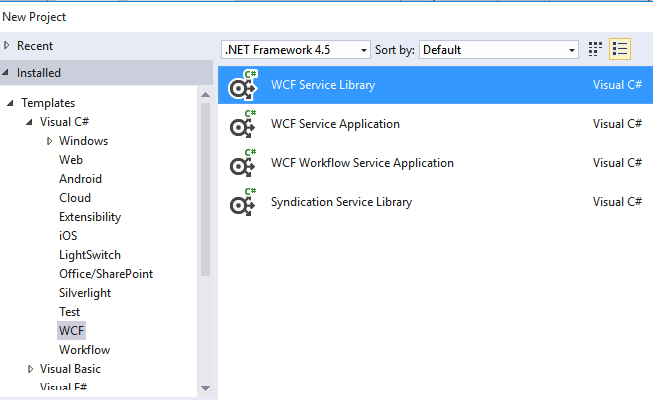 New Project
Recent
.NET Framework 4.5 Sort by: Default
Installed
Templates
Visual C#
Windows
Web
Android
Cloud
Extensibility
iOS
LightSwitch
Office/SharePoint
Silverlight
Test
WCF
Workflow
Visual Basic
Visual F#
C# WCF Service Library Visual C#
C# WCF Service Application Visual C#
C# WCF Workflow Service Application Visual C#
C# Syndication Service Library Visual C#